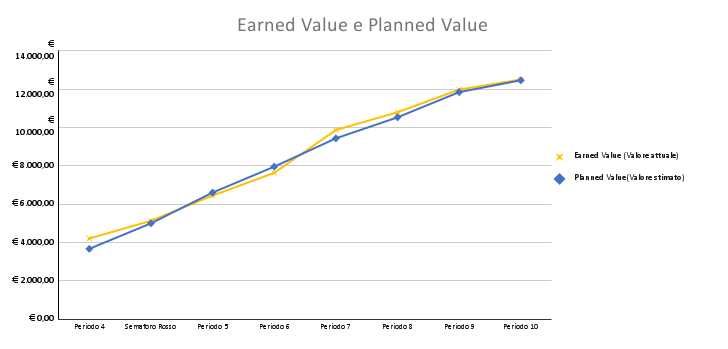 Earned Value e Planned Value
€
14.000,00
€
12.000,00
€
10.000,00
€ 8.000,00
€ 6.000,00
€ 4.000,00
€ 2.000,00
€ 0,00
Periodo 4 Semaforo Rosso Periodo 5 Periodo 6 Periodo 7 Periodo 8 Periodo 9 Periodo 10
Earned Value (Valore attuale)
Planned Value(Valore stimato)